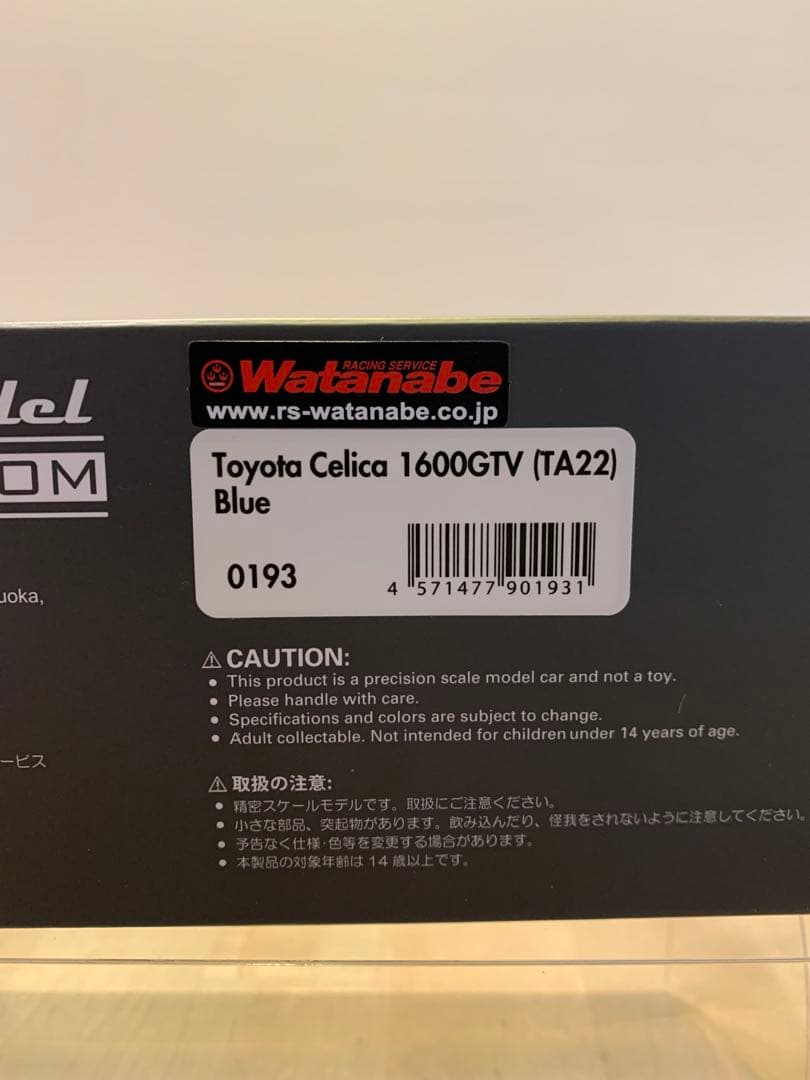 del
OM
RACING SERVICE
Watanabe
www.rs-watanabe.co.jp
Toyota Celica 1600GTV (TA22)
Blue
0193
4 571477 901931
uoka,
⚠ CAUTION:
• This product is a precision scale model car and not a toy.
• Please handle with care.
• Specifications and colors are subject to change.
• Adult collectable. Not intended for children under 14 years of age.
ービス
⚠ 取扱の注意:
• 精密スケールモデルです。取扱にご注意ください。
• 小さな部品、突起物があります。飲み込んだり、怪我をされないように注意してください。
• 予告なく仕様・色等を変更する場合があります。
• 本製品の対象年齢は14歳以上です。